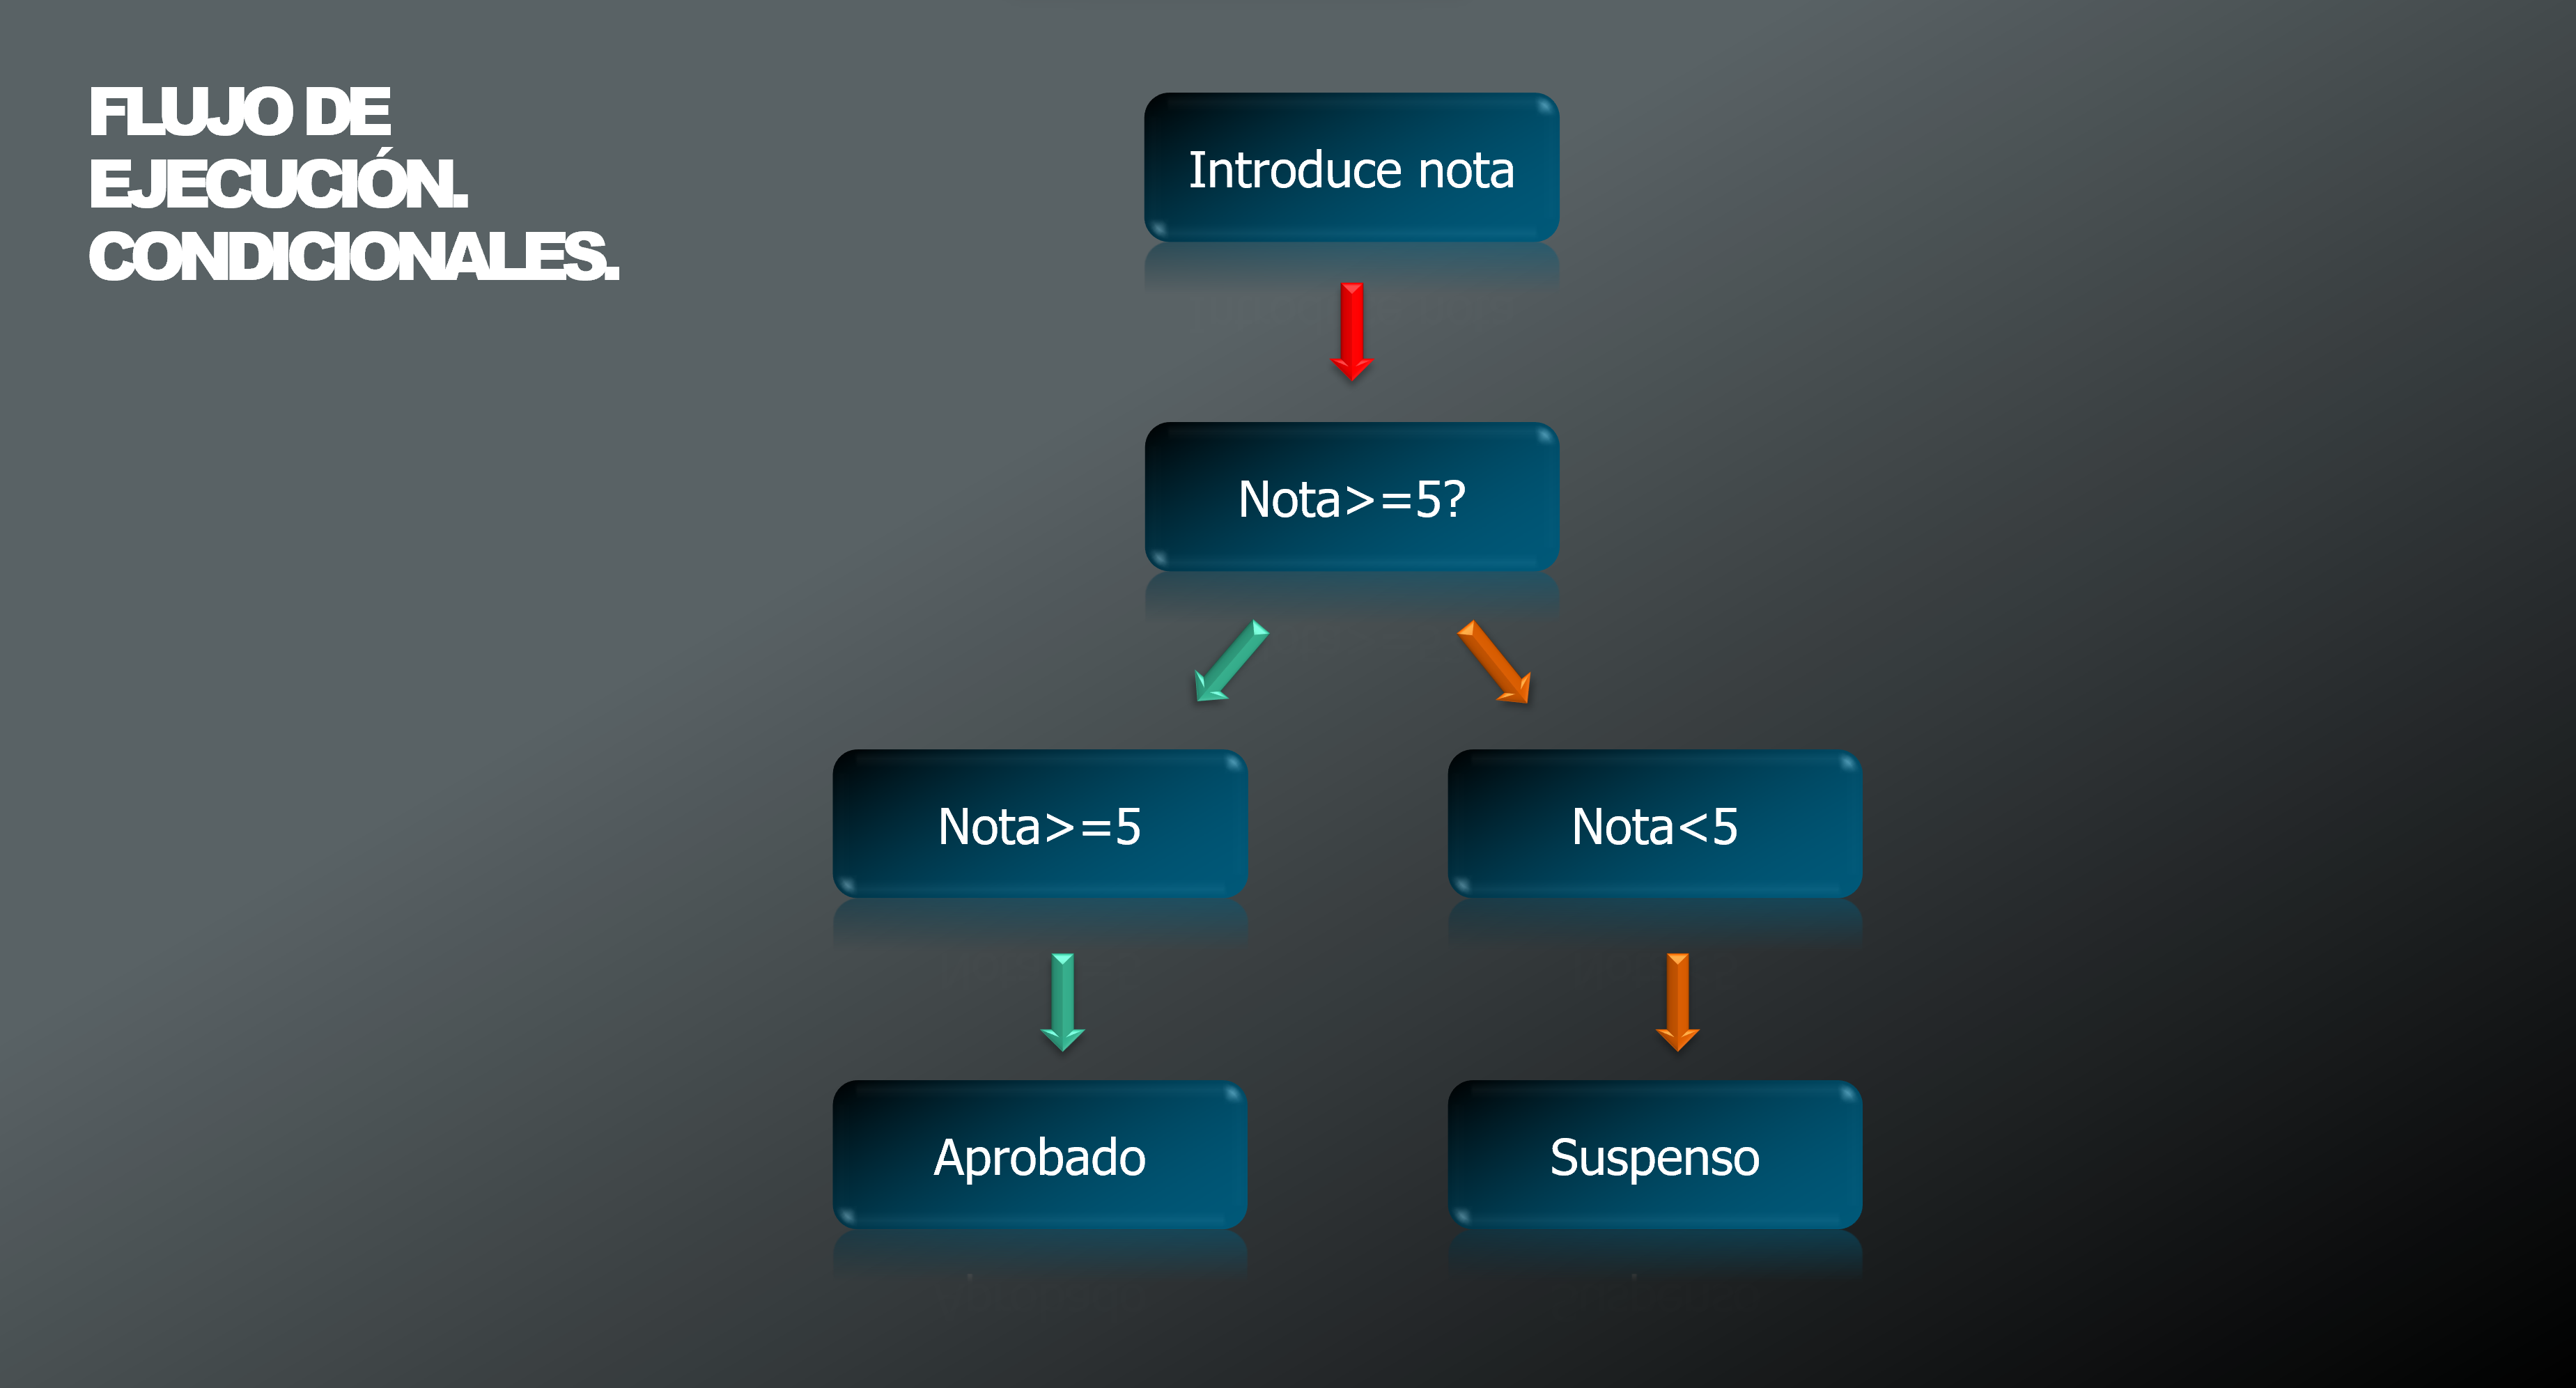 FLUJO DE
EJECUCIÓN.
CONDICIONALES.
Introduce nota
Nota>=5?
Nota>=5
Nota<5
Aprobado
Suspenso